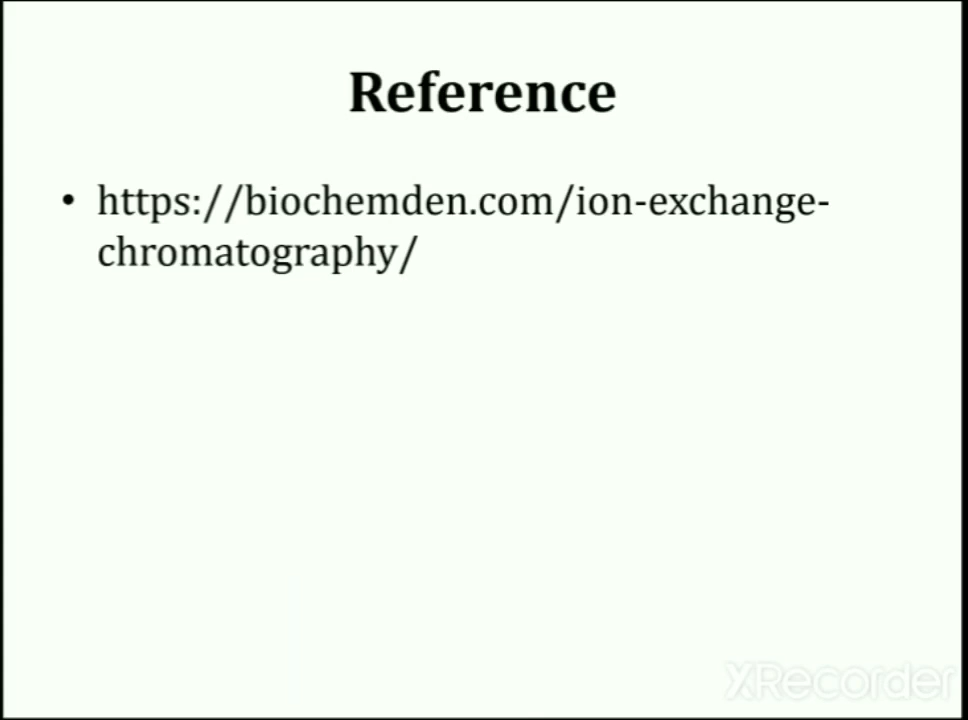 Reference
• https://biochemden.com/ion-exchange-
chromatography/
XRecorder